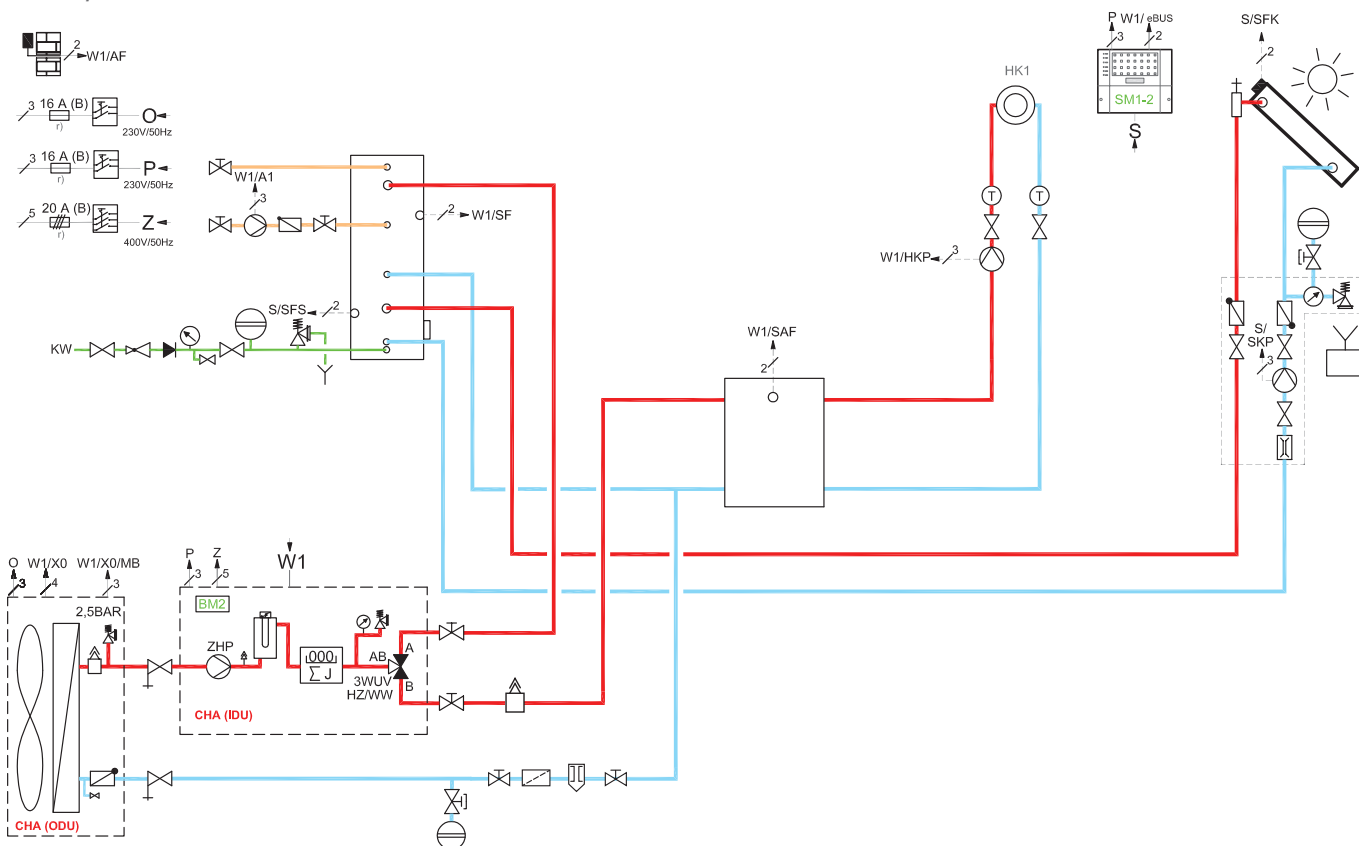 P W1/ eBUS
S/SFK
3
2
2
2
W1/AF
HK1
SM1-2
3 16 A (B)
O
r)
230V/50Hz
S
3 16 A (B)
P
r)
230V/50Hz
W1/A1
3
T
T
5 20 A (B)
Z
r)
400V/50Hz
2
W1/SF
W1/HKP
3
S/SFS
2
W1/SAF
2
S/
SKP
3
KW
O W1/X0 W1/X0/MB
3
4
3
P
3
Z
5
W1
2,5BAR
BM2
ZHP
000
∑ J
AB
A
B
3WUV
HZ/WW
CHA (IDU)
CHA (ODU)